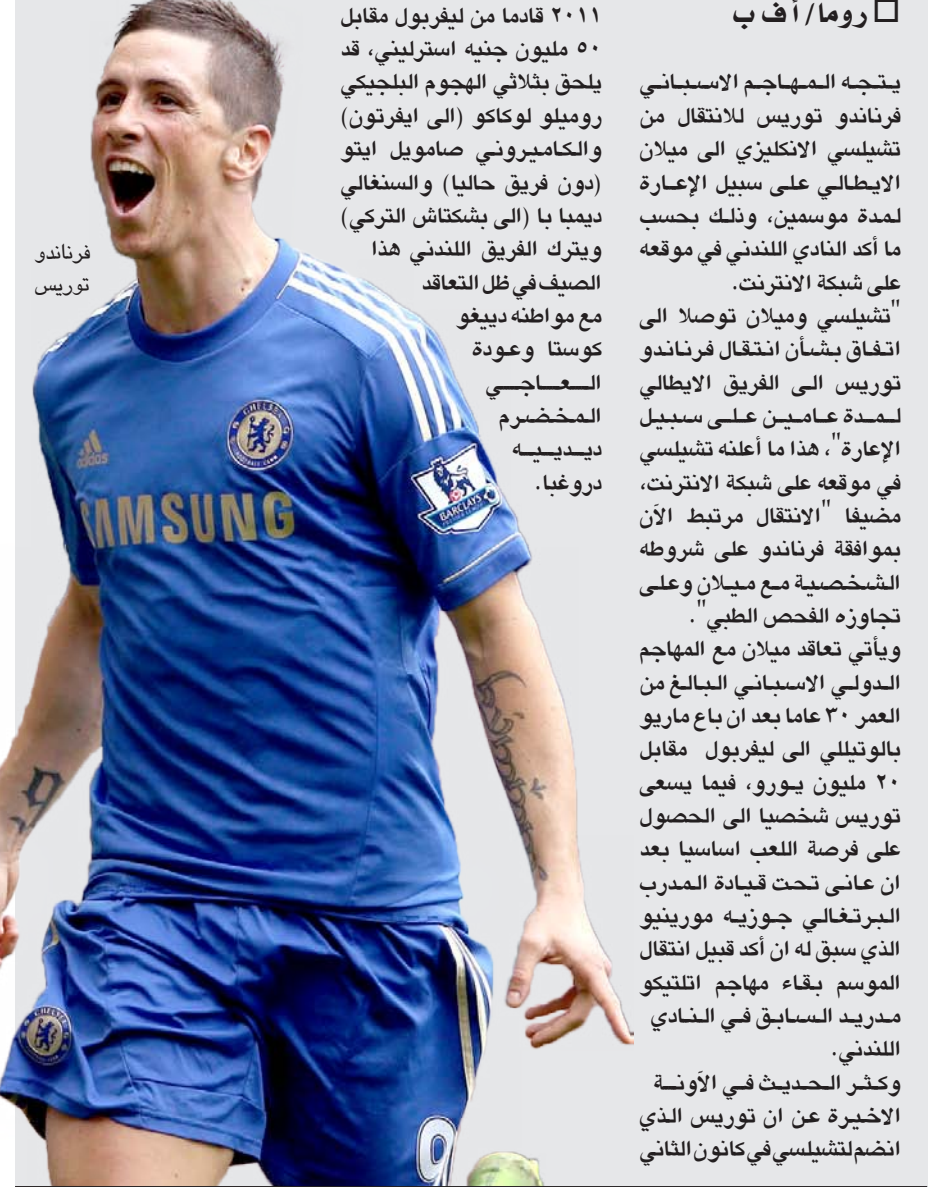 □ روما/ أ ف ب
يتجه المهاجم الاسباني
فرناندو توريس للانتقال من
تشيلسي الانكليزي الى ميلان
الايطالي على سبيل الإعارة
لمدة موسمين، وذلك بحسب
ما أكد النادي اللندني في موقعه
على شبكة الانترنت.
"تشيلسي وميلان توصلا الى
اتفاق بشأن انتقال فرناندو
توريس الى الفريق الايطالي
لمدة عامين على سبيل
الإعارة"، هذا ما أعلنه تشيلسي
في موقعه على شبكة الانترنت،
مضيفا "الانتقال مرتبط الآن
بموافقة فرناندو على شروطه
الشخصية مع ميلان وعلى
تجاوزه الفحص الطبي".
ويأتي تعاقد ميلان مع المهاجم
الدولي الاسباني البالغ من
العمر ٣٠ عاما بعد ان باع ماريو
بالوتيللي الى ليفربول مقابل
٢٠ مليون يورو، فيما يسعى
توريس شخصيا الى الحصول
على فرصة اللعب اساسيا بعد
ان عانى تحت قيادة المدرب
البرتغالي جوزيه مورينيو
الذي سبق له ان أكد قبيل انتقال
الموسم بقاء مهاجم اتلتيكو
مدريد السابق في النادي
اللندني.
وكثر الحديث في الآونة
الاخيرة عن ان توريس الذي
انضم لتشيلسي في كانون الثاني
٢٠١١ قادما من ليفربول مقابل
٥٠ مليون جنيه استرليني، قد
يلحق بثلاثي الهجوم البلجيكي
روميلو لوكاكو (الى ايفرتون)
والكاميروني صامويل ايتو
(دون فريق حاليا) والسنغالي
ديمبا با (الى بشكتاش التركي)
ويترك الفريق اللندني هذا
الصيف في ظل التعاقد
مع مواطنه دييغو
كوستا وعودة
العاجي
المخضرم
ديدييه
دروغبا.
فرناندو
توريس
CHELSEA
FOOTBALL CLUB
adidas
SAMSUNG
BARCLAYS
PREMIER LEAGUE
9
CHELSEA
9